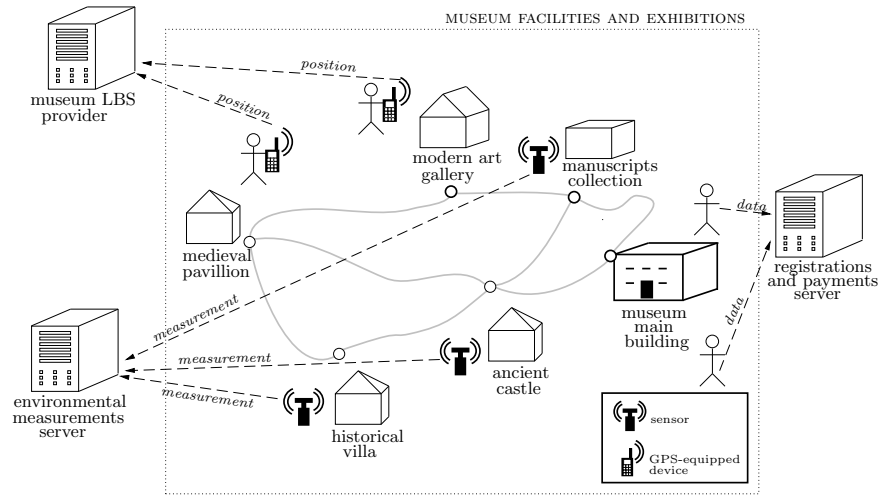 MUSEUM FACILITIES AND EXHIBITIONS
position
position
museum LBS
provider
modern art
gallery
manuscripts
collection
data
medieval
pavillion
registrations
and payments
server
measurement
museum
main
building
data
measurement
ancient
castle
measurement
environmental
measurements
server
historical
villa
sensor
GPS-equipped
device